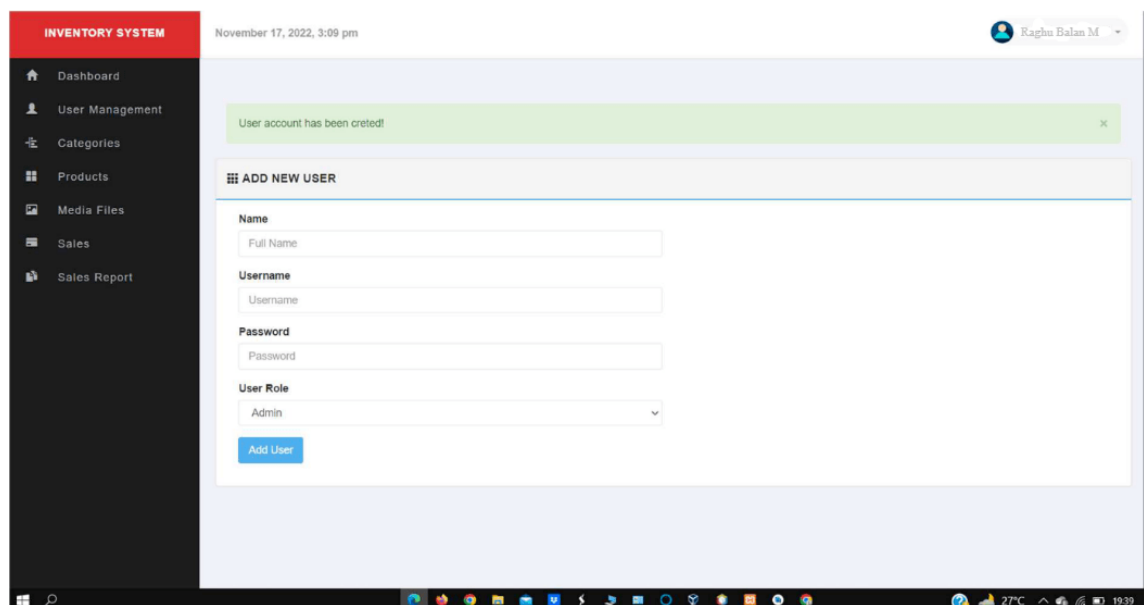 INVENTORY SYSTEM
November 17, 2022, 3:09 pm
Raghu Balan M
Dashboard
User Management
Categories
Products
Media Files
Sales
Sales Report
User account has been creted!
×
ADD NEW USER
Name
Full Name
Username
Username
Password
Password
User Role
Admin
Add User
27°C
1939